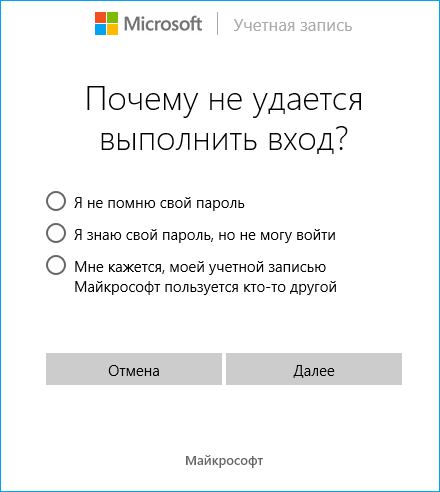 Microsoft | Учетная запись
Почему не удается
выполнить вход?
Я не помню свой пароль
Я знаю свой пароль, но не могу войти
Мне кажется, моей учетной записью
Майкрософт пользуется кто-то другой
Отмена Далее
Майкрософт